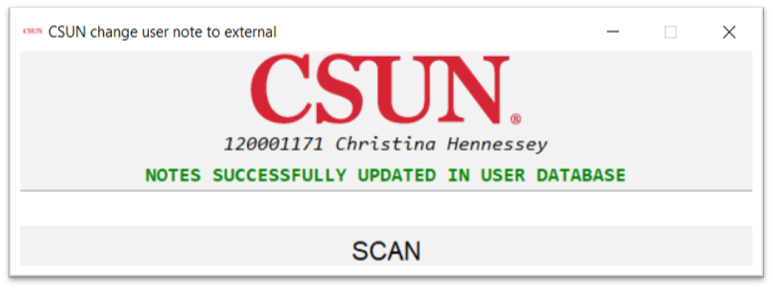 CSUN CSUN change user note to external
CSUN®
120001171 Christina Hennessey
NOTES SUCCESSFULLY UPDATED IN USER DATABASE
SCAN